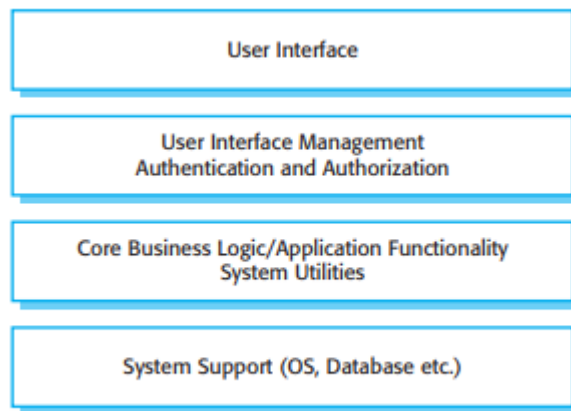 User Interface
User Interface Management
Authentication and Authorization
Core Business Logic/Application Functionality
System Utilities
System Support (OS, Database etc.)